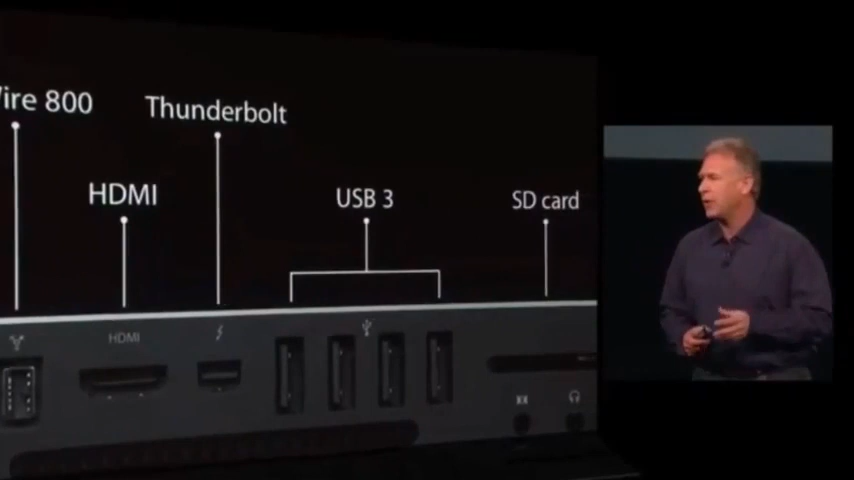 ire 800
Thunderbolt
HDMI
USB 3
SD card
HDMI